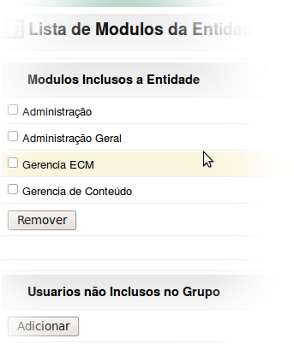 Lista de Modulos da Entidade
Modulos Inclusos a Entidade
Administração
Administração Geral
Gerencia ECM
Gerencia de Conteúdo
Remover
Usuarios não Inclusos no Grupo
Adicionar